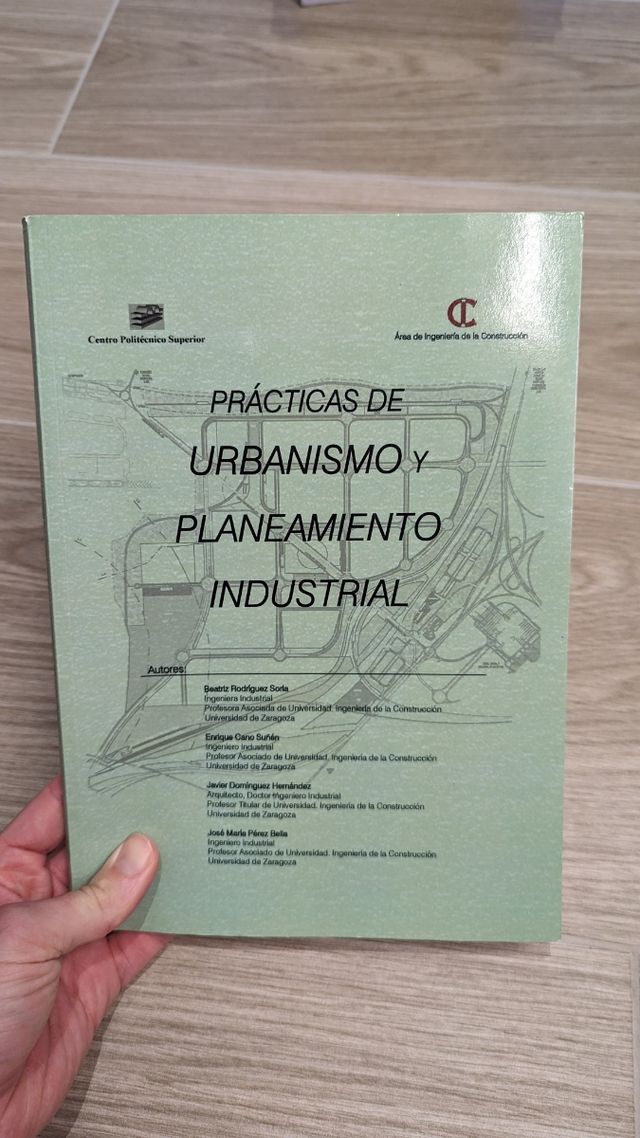 Centro Politécnico Superior
Área de Ingeniería de la Construcción
PRÁCTICAS DE
URBANISMO Y
PLANEAMIENTO
INDUSTRIAL
Autores:
Beatriz Rodríguez Soria
Ingeniera Industrial
Profesora Asociada de Universidad. Ingeniería de la Construcción
Universidad de Zaragoza
Enrique Cano Suñén
Ingeniero Industrial
Profesor Asociado de Universidad. Ingeniería de la Construcción
Universidad de Zaragoza
Javier Domínguez Hernández
Arquitecto, Doctor Ingeniero Industrial
Profesor Titular de Universidad. Ingeniería de la Construcción
Universidad de Zaragoza
José María Pérez Bella
Ingeniero Industrial
Profesor Asociado de Universidad. Ingeniería de la Construcción
Universidad de Zaragoza